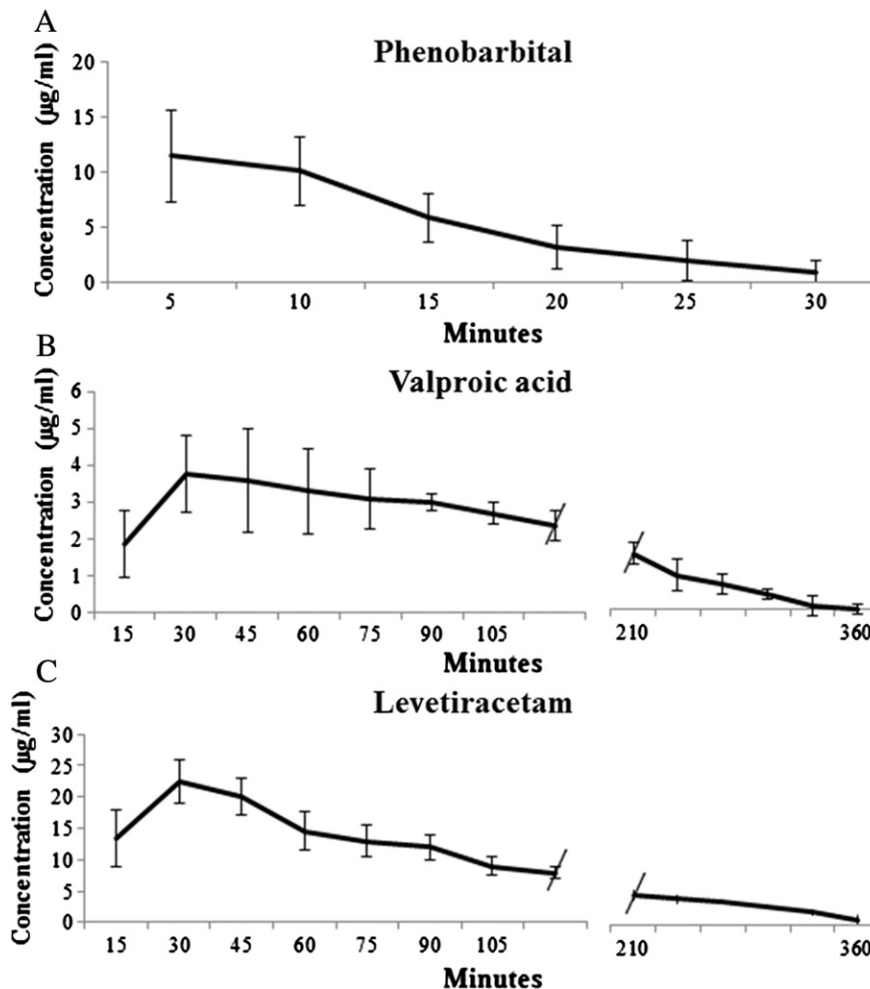 A
Phenobarbital
Concentration (µg/ml)
20
15
10
5
0
5 10 15 20 25 30
Minutes
B
Valproic acid
Concentration (µg/ml)
6
5
4
3
2
1
0
15 30 45 60 75 90 105 210 360
Minutes
C
Levetiracetam
Concentration (µg/ml)
30
25
20
15
10
5
0
15 30 45 60 75 90 105 210 360
Minutes